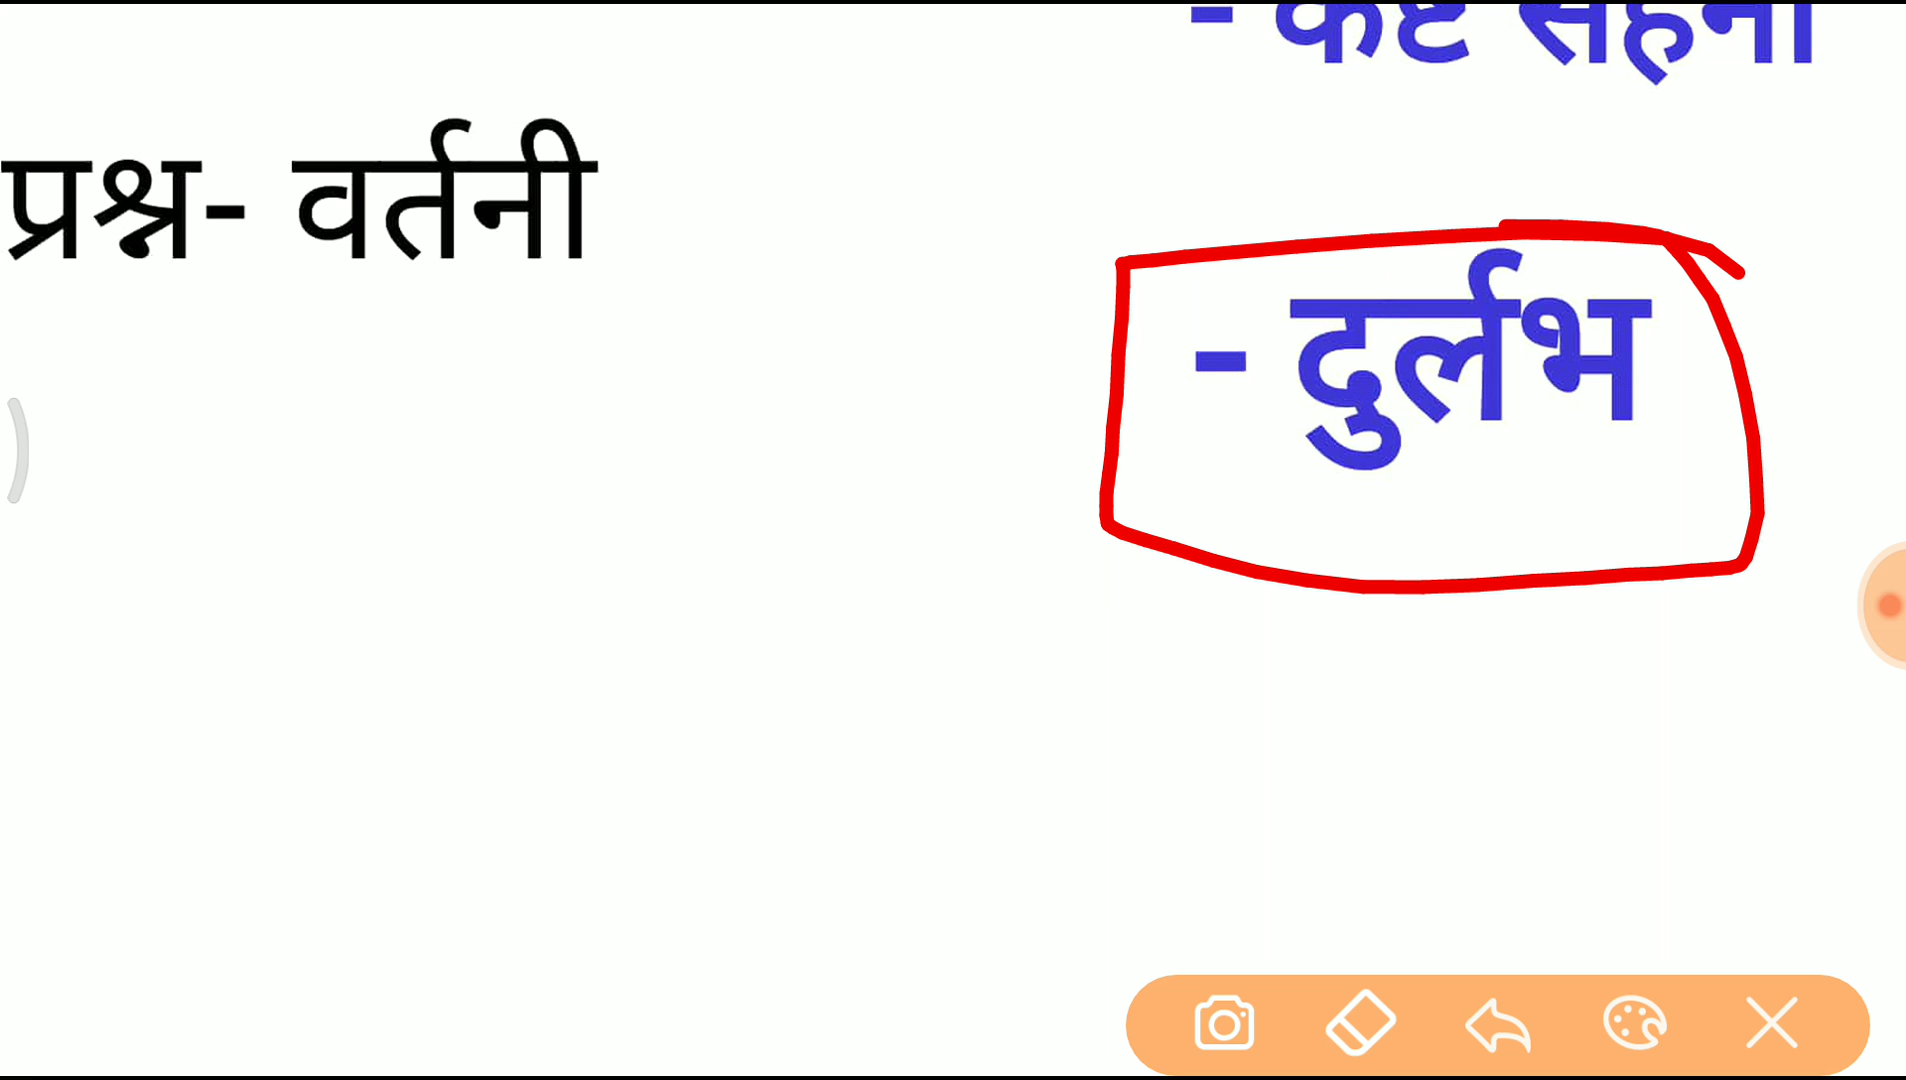 - कष्ट सहना
प्रश्न- वर्तनी
- दुर्लभ